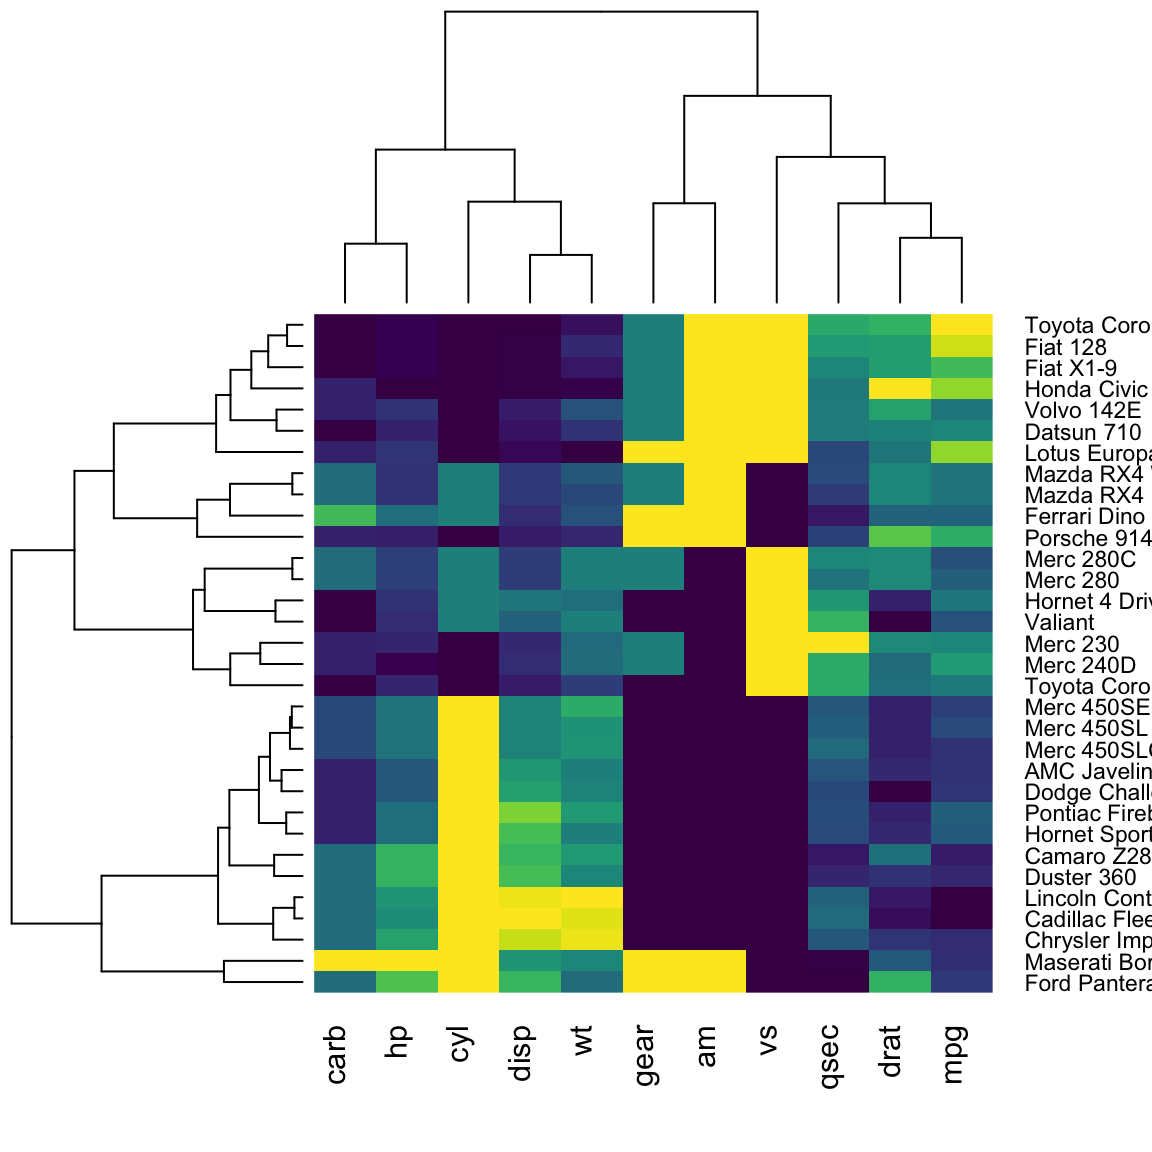 Toyota Coro
Fiat 128
Fiat X1-9
Honda Civic
Volvo 142E
Datsun 710
Lotus Europa
Mazda RX4
Mazda RX4
Ferrari Dino
Porsche 914
Merc 280C
Merc 280
Hornet 4 Driv
Valiant
Merc 230
Merc 240D
Toyota Coro
Merc 450SE
Merc 450SL
Merc 450SLC
AMC Javelin
Dodge Chall
Pontiac Fireb
Hornet Sport
Camaro Z28
Duster 360
Lincoln Cont
Cadillac Flee
Chrysler Imp
Maserati Bor
Ford Pantera
carb hp cyl disp wt gear am vs qsec drat mpg